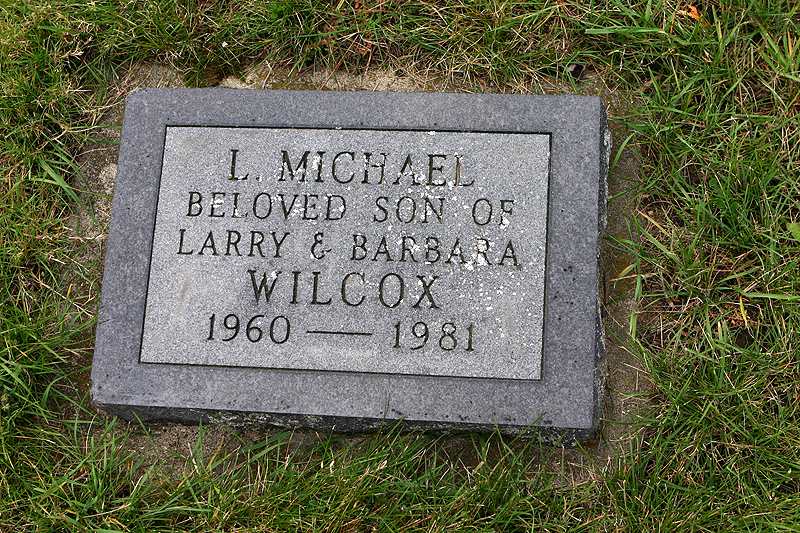 L. MICHAEL
BELOVED SON OF
LARRY & BARBARA
WILCOX
1960 — 1981